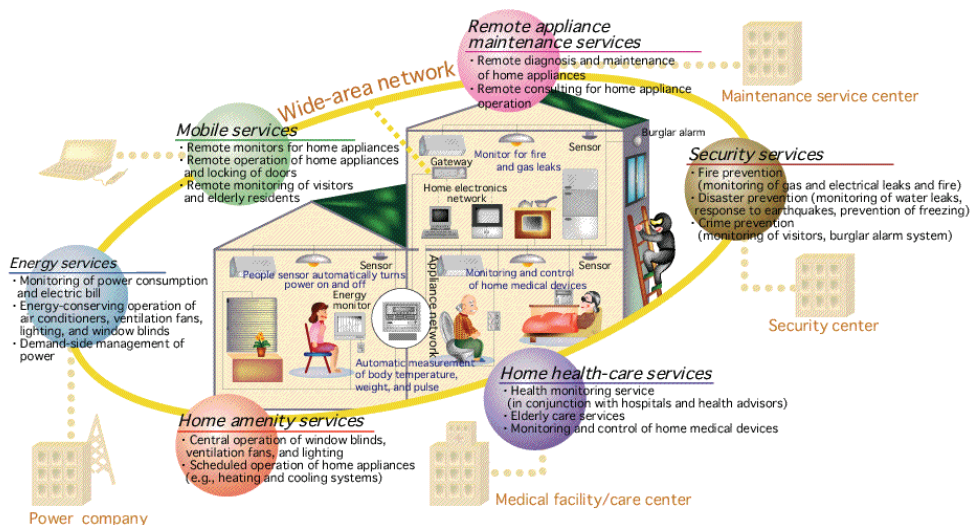 Remote appliance
maintenance services
・Remote diagnosis and maintenance
of home appliances
・Remote consulting for home appliance
operation
Maintenance service center
Wide-area network
Mobile services
・Remote monitors for home appliances
・Remote operation of home appliances
and locking of doors
・Remote monitoring of visitors
and elderly residents
Gateway
Monitor for fire
and gas leaks
Sensor
Burglar alarm
Home electronics
network
Security services
・Fire prevention
(monitoring of gas and electrical leaks and fire)
・Disaster prevention (monitoring of water leaks,
response to earthquakes, prevention of freezing)
・Crime prevention
(monitoring of visitors, burglar alarm system)
Security center
Energy services
・Monitoring of power consumption
and electric bill
・Energy-conserving operation of
air conditioners, ventilation fans,
lighting, and window blinds
・Demand-side management of
power
Sensor
People sensor automatically turns
power on and off
Energy
monitor
Appliance network
Monitoring and control
of home medical devices
Sensor
Automatic measurement
of body temperature,
weight, and pulse
Home health-care services
・Health monitoring service
(in conjunction with hospitals and health advisors)
・Elderly care services
・Monitoring and control of home medical devices
Home amenity services
・Central operation of window blinds,
ventilation fans, and lighting
・Scheduled operation of home appliances
(e.g., heating and cooling systems)
Medical facility/care center
Power company